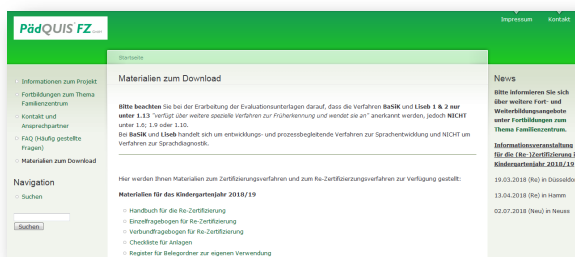 PädQUIS FZ
Impressum Kontakt
Startseite
Informationen zum Projekt
Fortbildungen zum Thema
Familienzentrum
Kontakt und
Ansprechpartner
FAQ (Häufig gestellte
Fragen)
Materialien zum Download
Navigation
Suchen
Suchen
Materialien zum Download
Bitte beachten Sie bei der Erarbeitung der Evaluationsunterlagen darauf, dass die Verfahren BaSiK und Liseb 1 & 2 nur
unter 1.13 "verfügt über weitere spezielle Verfahren zur Früherkennung und wendet sie an" anerkannt werden, jedoch NICHT
unter 1.6; 1.9 oder 1.10.
Bei BaSiK und Liseb handelt sich um entwicklungs- und prozessbegleitende Verfahren zur Sprachentwicklung und NICHT um
Verfahren zur Sprachdiagnostik.
Hier werden Ihnen Materialien zum Zertifizierungsverfahren und zum Re-Zertifizierungsverfahren zur Verfügung gestellt:
Materialien für das Kindergartenjahr 2018/19
Handbuch für die Re-Zertifizierung
Einzelfragebogen für Re-Zertifizierung
Verbundfragebogen für Re-Zertifizierung
Checkliste für Anlagen
Register für Belegordner zur eigenen Verwendung
News
Bitte informieren Sie sich
über weitere Fort- und
Weiterbildungsangebote
unter Fortbildungen zum
Thema Familienzentrum.
Informationsveranstaltung
für die (Re-)Zertifizierung i
Kindergartenjahr 2018/19
19.03.2018 (Re) in Düsseldo
13.04.2018 (Re) in Hamm
02.07.2018 (Neu) in Neuss